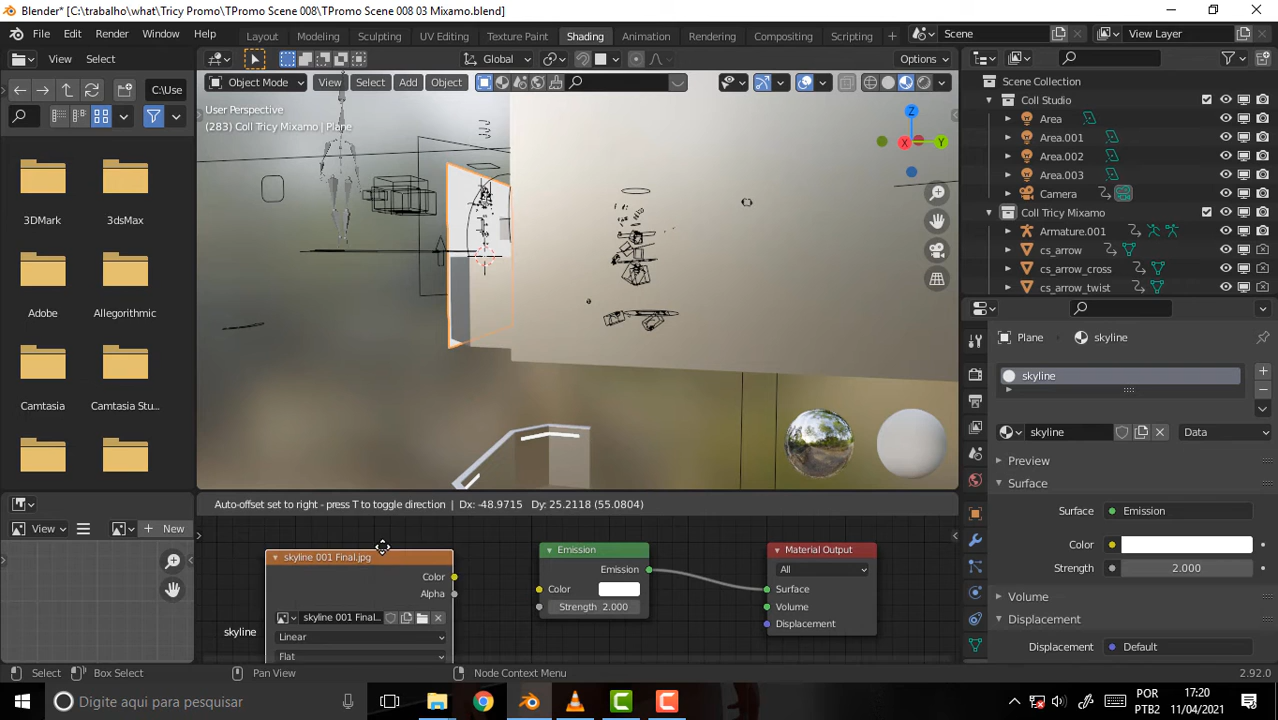 Blender* [C:\trabalho\what\Tricy Promo\TPromo Scene 008\TPromo Scene 008 03 Mixamo.blend]
File Edit Render Window Help Layout Modeling Sculpting UV Editing Texture Paint Shading Animation Rendering Compositing Scripting Scene View Layer
View Select Global Options
Object Mode View Select Add Object
C:\Use
User Perspective
(283) Coll Tricy Mixamo | Plane
Z
X
Y
3DMark 3dsMax
Adobe Allegorithmic
Camtasia Camtasia Stu...
Scene Collection
Coll Studio
Area
Area.001
Area.002
Area.003
Camera
Coll Tricy Mixamo
Armature.001
cs_arrow
cs_arrow_cross
cs_arrow_twist
Plane skyline
skyline
skyline Data
Preview
Surface
Surface Emission
Color
Strength 2.000
Volume
Displacement
Displacement Default
Auto-offset set to right - press T to toggle direction | Dx: -48.9715 Dy: 25.2118 (55.0804)
View New
skyline 001 Final.jpg
Color
Alpha
skyline 001 Final...
Linear
Flat
skyline
Emission
Emission
Color
Strength 2.000
Material Output
All
Surface
Volume
Displacement
Select Box Select Pan View Node Context Menu 2.92.0
Digite aqui para pesquisar
POR
PTB2
17:20
11/04/2021